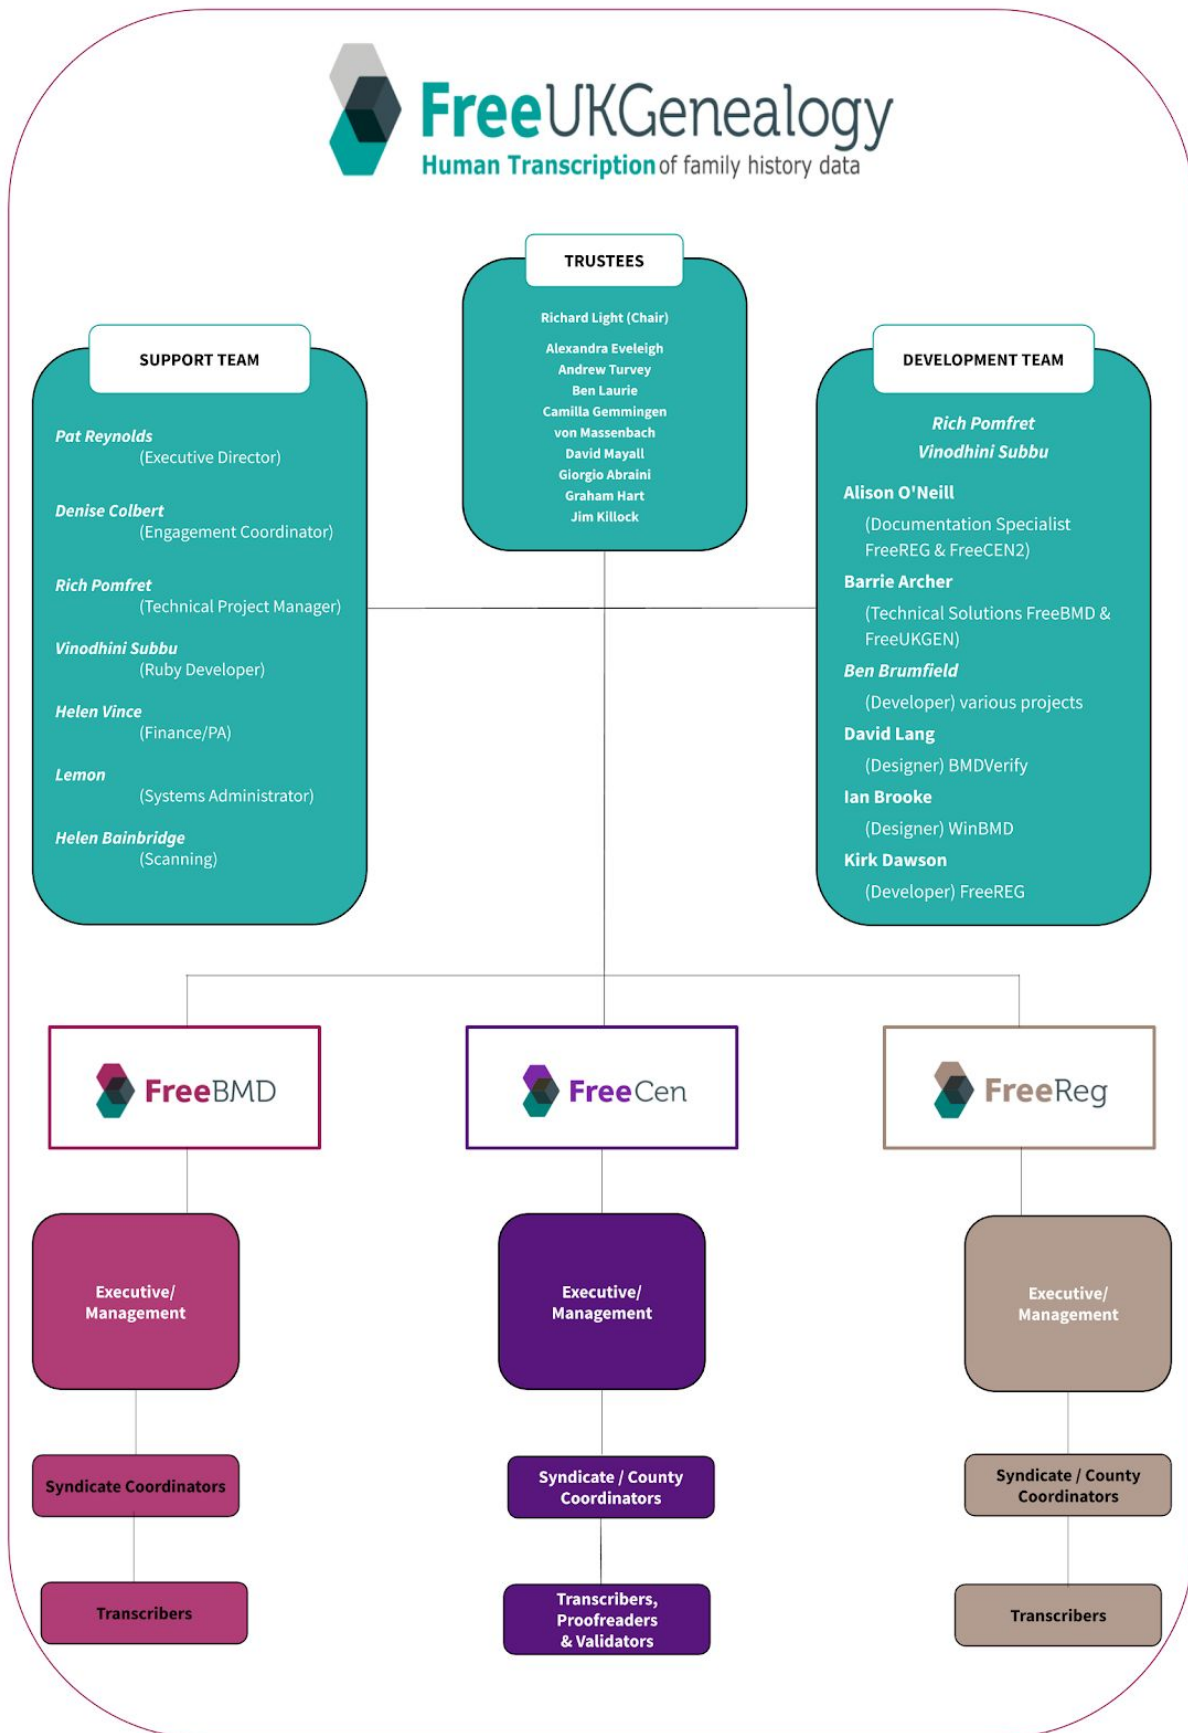 FreeUKGenealogy
Human Transcription of family history data
TRUSTEES
Richard Light (Chair)
Alexandra Eveleigh
Andrew Turvey
Ben Laurie
Camilla Gemmingen
von Massenbach
David Mayall
Giorgio Abraini
Graham Hart
Jim Killock
SUPPORT TEAM
Pat Reynolds
(Executive Director)
Denise Colbert
(Engagement Coordinator)
Rich Pomfret
(Technical Project Manager)
Vinodhini Subbu
(Ruby Developer)
Helen Vince
(Finance/PA)
Lemon
(Systems Administrator)
Helen Bainbridge
(Scanning)
DEVELOPMENT TEAM
Rich Pomfret
Vinodhini Subbu
Alison O'Neill
(Documentation Specialist
FreeREG & FreeCEN2)
Barrie Archer
(Technical Solutions FreeBMD &
FreeUKGEN)
Ben Brumfield
(Developer) various projects
David Lang
(Designer) BMDVerify
Ian Brooke
(Designer) WinBMD
Kirk Dawson
(Developer) FreeREG
FreeBMD
Executive/
Management
Syndicate Coordinators
Transcribers
FreeCen
Executive/
Management
Syndicate / County
Coordinators
Transcribers,
Proofreaders
& Validators
FreeReg
Executive/
Management
Syndicate / County
Coordinators
Transcribers